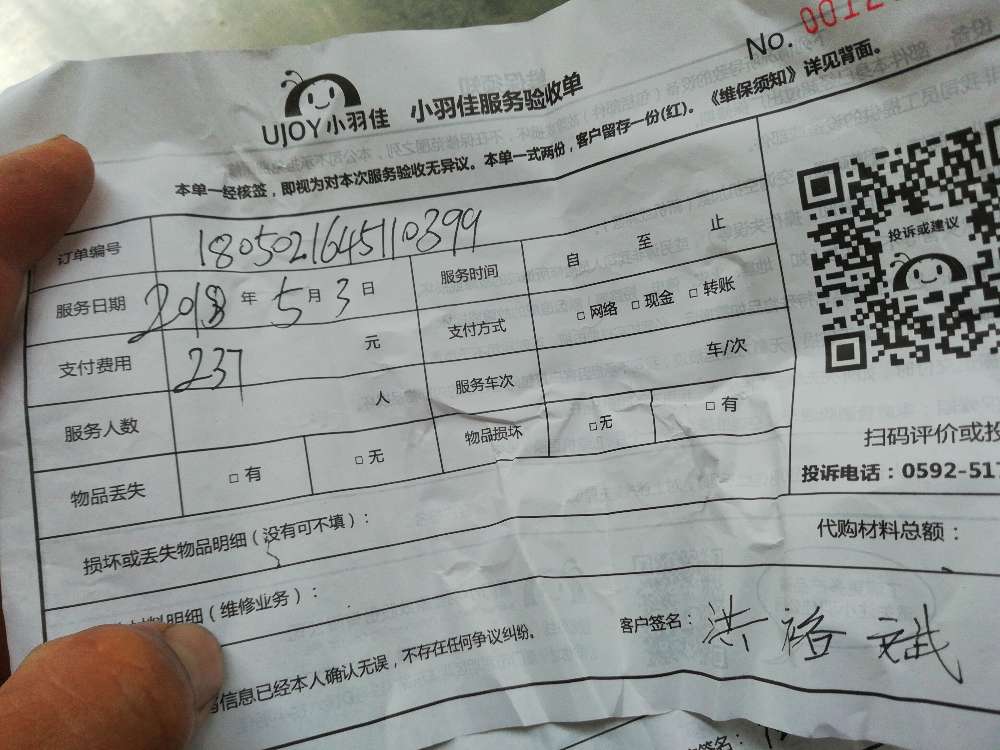 No. 0012
UJOY小羽佳 小羽佳服务验收单
本单一经核签，即视为对本次服务验收无异议。本单一式两份，客户留存一份(红)。《维保须知》详见背面。
订单编号 1805021645110399
服务日期 2018 年 5 月 3 日 服务时间 自 至 止
支付费用 237 元 支付方式 □ 网络 □ 现金 □ 转账
服务人数 人 服务车次 车/次
物品丢失 □ 有 □ 无 物品损坏 □无 □ 有
投诉或建议
扫码评价或投
投诉电话：0592-517
损坏或丢失物品明细（没有可不填）：
代购材料总额：
料明细（维修业务）：
信息已经本人确认无误，不存在任何争议纠纷。
客户签名：洪裕斌